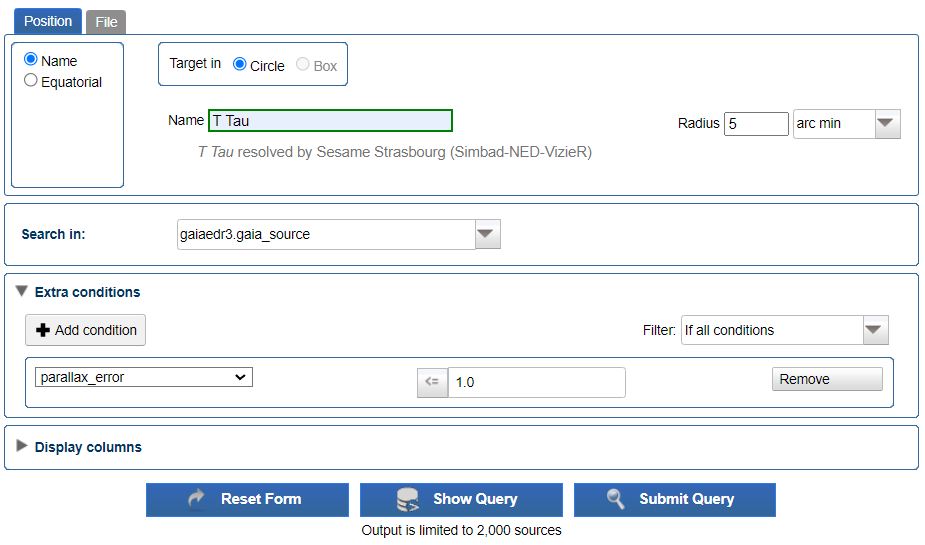 Position File
Name
Equatorial
Target in Circle Box
Name T Tau
Radius 5 arc min
T Tau resolved by Sesame Strasbourg (Simbad-NED-VizieR)
Search in: gaiaedr3.gaia_source
Extra conditions
Add condition
Filter: If all conditions
parallax_error <= 1.0 Remove
Display columns
Reset Form Show Query Submit Query
Output is limited to 2,000 sources